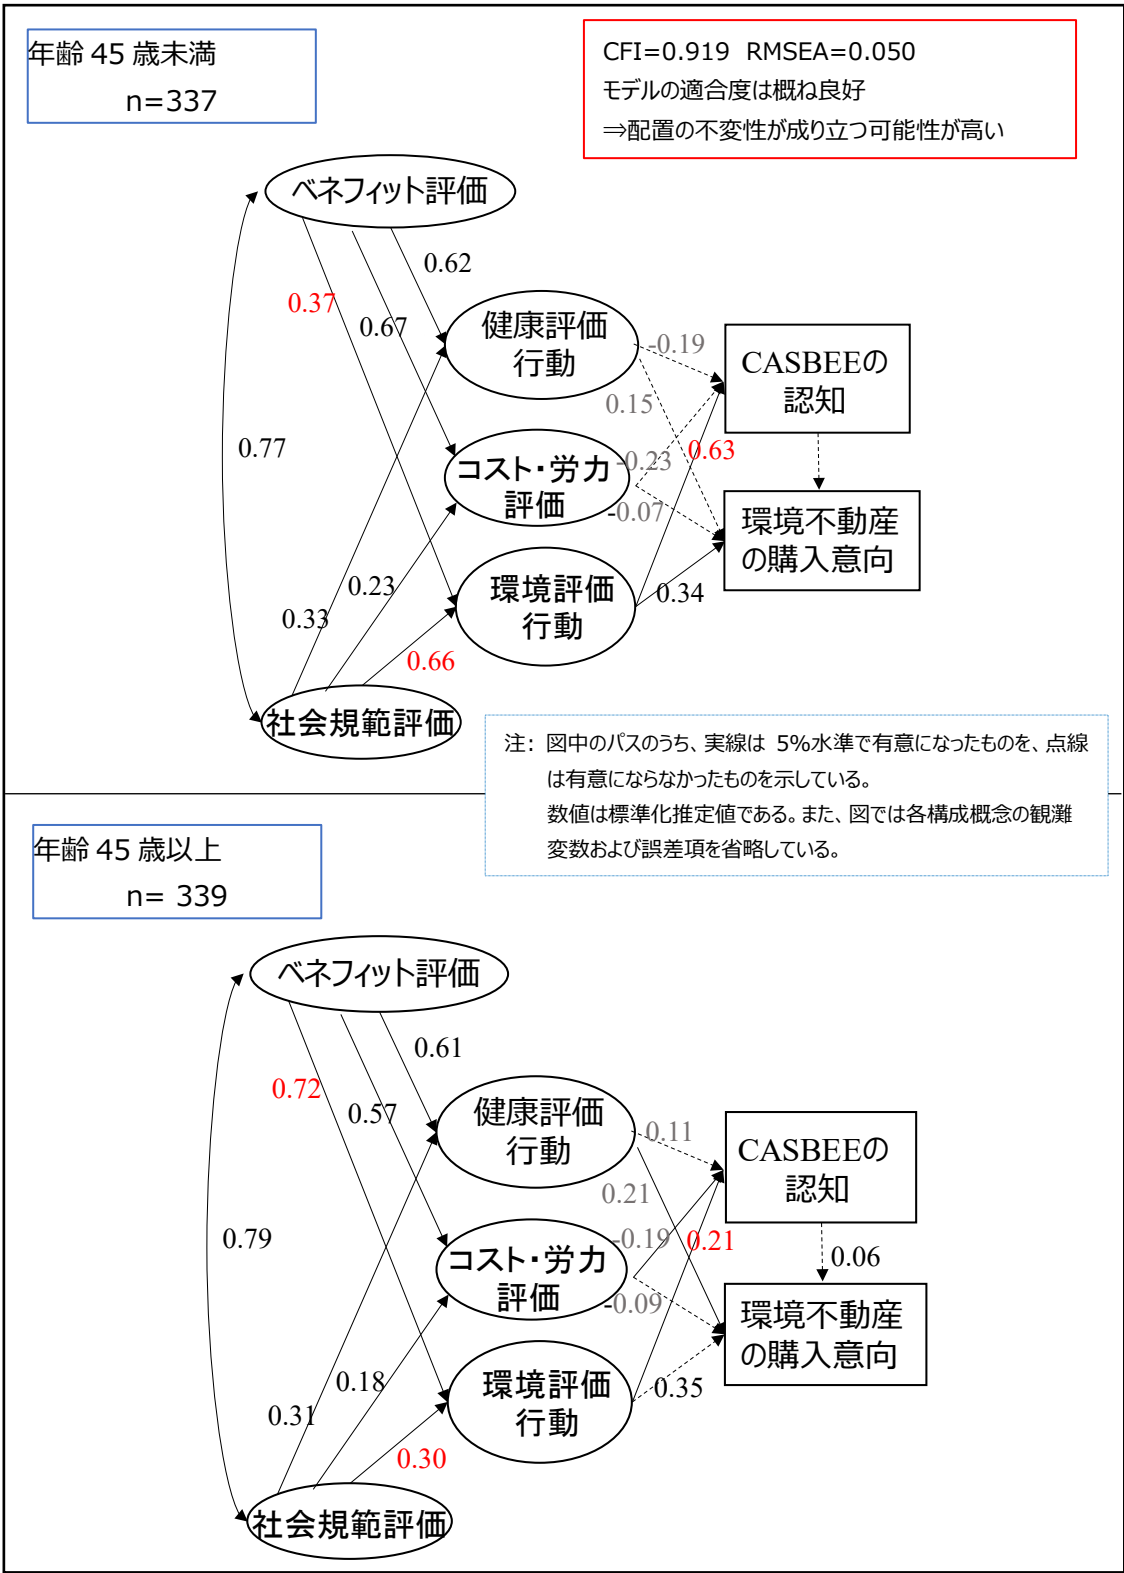 年齢 45 歳未満
n=337
CFI=0.919 RMSEA=0.050
モデルの適合度は概ね良好
⇒配置の不変性が成り立つ可能性が高い
ベネフィット評価
0.62
0.37
0.67
健康評価
行動
-0.19
CASBEEの
認知
0.15
0.77
コスト・労力
評価
-0.23
0.63
-0.07
環境不動産
の購入意向
環境評価
行動
0.23
0.34
0.33
0.66
社会規範評価
注: 図中のパスのうち、実線は 5%水準で有意になったものを、点線
は有意にならなかったものを示している。
数値は標準化推定値である。また、図では各構成概念の観灘
変数および誤差項を省略している。
年齢 45 歳以上
n= 339
ベネフィット評価
0.61
0.72
0.57
健康評価
行動
0.11
CASBEEの
認知
0.21
0.79
コスト・労力
評価
-0.19
0.21
0.06
-0.09
環境不動産
の購入意向
環境評価
行動
0.18
0.35
0.31
0.30
社会規範評価